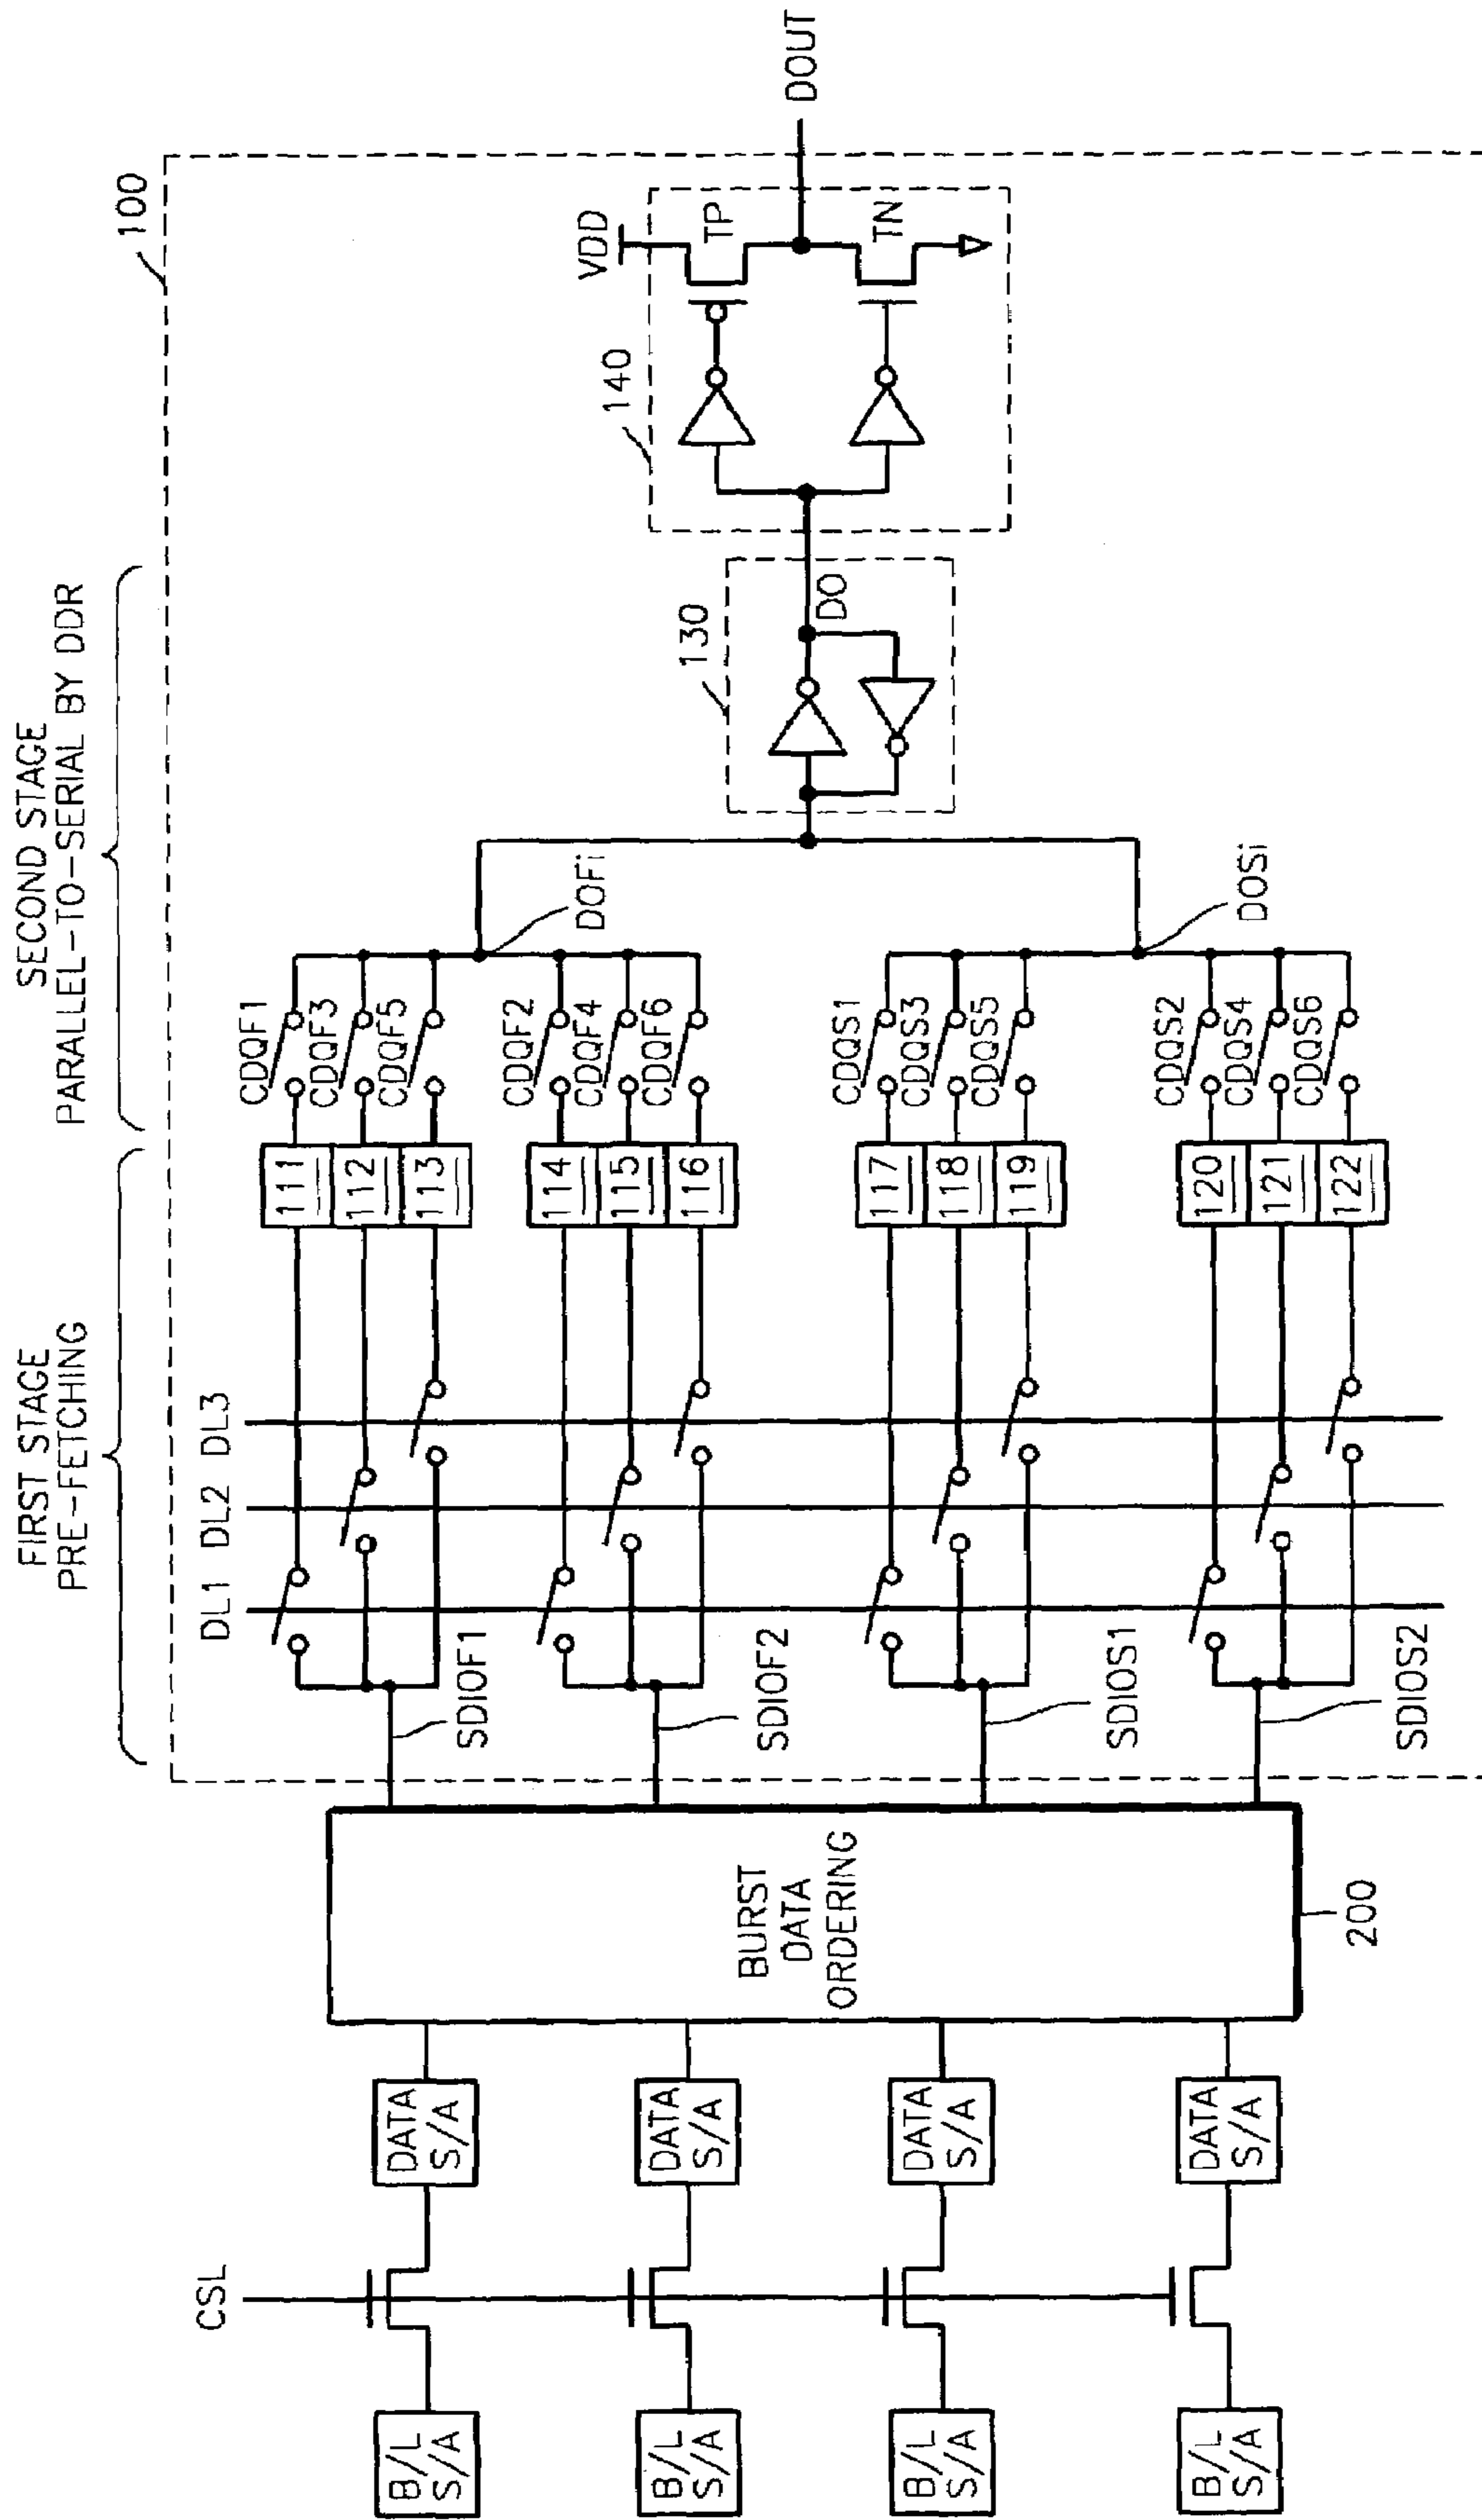 FIRST STAGE
PRE-FETCHING
SECOND STAGE
PARALLEL-TO-SERIAL BY DDR
100
CSL
DL1 DL2 DL3
B/L
S/A
DATA
S/A
B/L
S/A
DATA
S/A
B/L
S/A
DATA
S/A
B/L
S/A
DATA
S/A
BURST
DATA
ORDERING
200
SDIOF1
SDIOF2
SDIOS1
SDIOS2
111
112
113
114
115
116
117
118
119
120
121
122
CDQF1
CDQF3
CDQF5
CDQF2
CDQF4
CDQF6
CDQS1
CDQS3
CDQS5
CDQS2
CDQS4
CDQS6
DOFi
DOSi
130
DO
140
VDD
TP
TN
DOUT